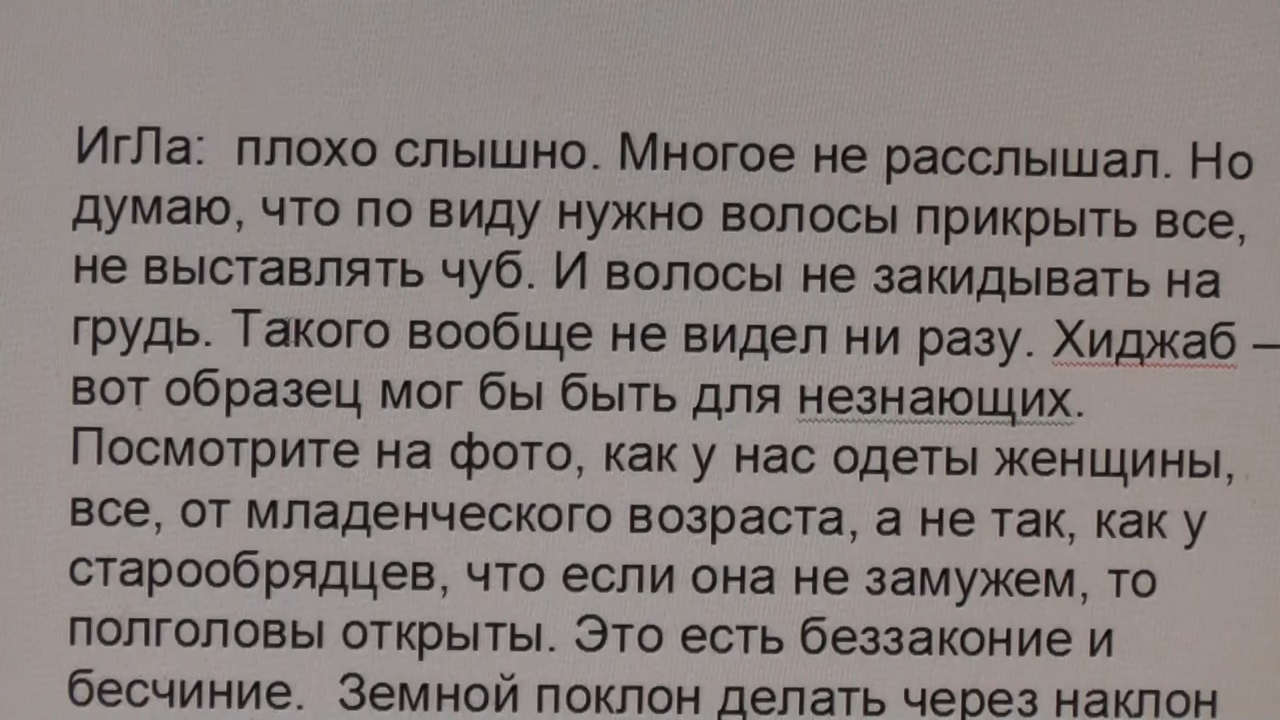 ИгЛа:  плохо слышно. Многое не расслышал. Но
думаю, что по виду нужно волосы прикрыть все,
не выставлять чуб. И волосы не закидывать на
грудь. Такого вообще не видел ни разу. Хиджаб –
вот образец мог бы быть для незнающих.
Посмотрите на фото, как у нас одеты женщины,
все, от младенческого возраста, а не так, как у
старообрядцев, что если она не замужем, то
полголовы открыты. Это есть беззаконие и
бесчиние.  Земной поклон делать через наклон